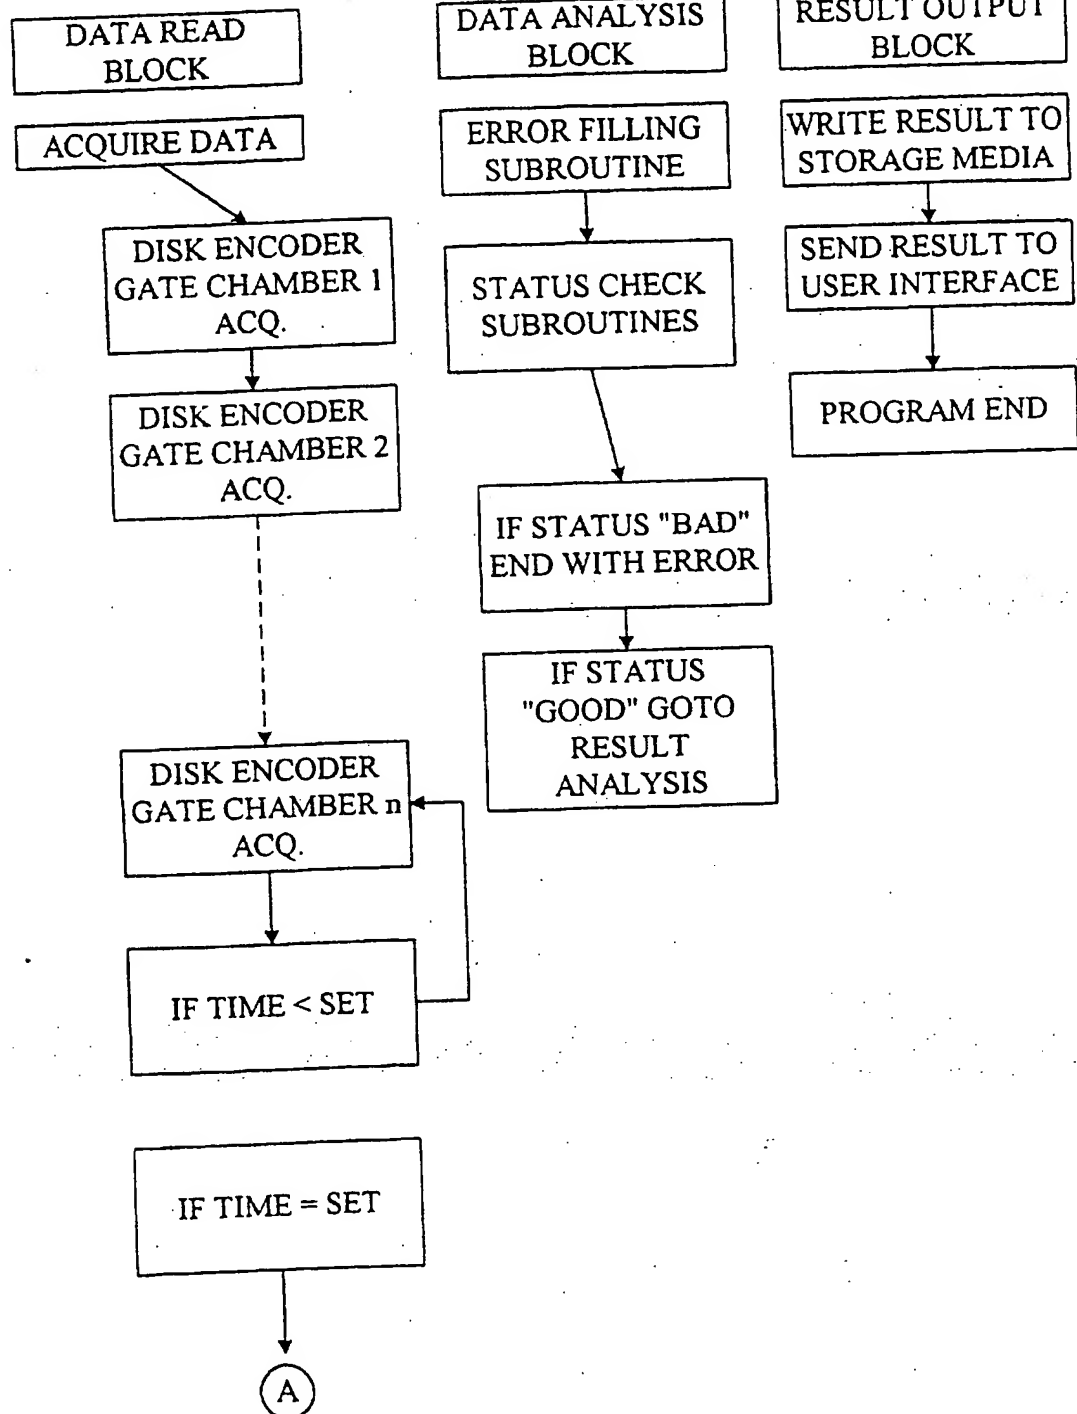 DATA READ
BLOCK
ACQUIRE DATA
DISK ENCODER
GATE CHAMBER 1
ACQ.
DISK ENCODER
GATE CHAMBER 2
ACQ.
DISK ENCODER
GATE CHAMBER n
ACQ.
IF TIME < SET
IF TIME = SET
A
DATA ANALYSIS
BLOCK
ERROR FILLING
SUBROUTINE
STATUS CHECK
SUBROUTINES
IF STATUS "BAD"
END WITH ERROR
IF STATUS
"GOOD" GOTO
RESULT
ANALYSIS
RESULT OUTPUT
BLOCK
WRITE RESULT TO
STORAGE MEDIA
SEND RESULT TO
USER INTERFACE
PROGRAM END